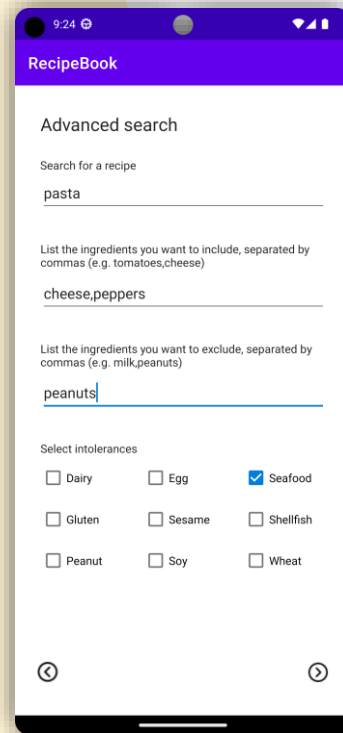 9:24
RecipeBook
Advanced search
Search for a recipe
pasta
List the ingredients you want to include, separated by
commas (e.g. tomatoes,cheese)
cheese,peppers
List the ingredients you want to exclude, separated by
commas (e.g. milk,peanuts)
peanuts
Select intolerances
Dairy Egg Seafood
Gluten Sesame Shellfish
Peanut Soy Wheat